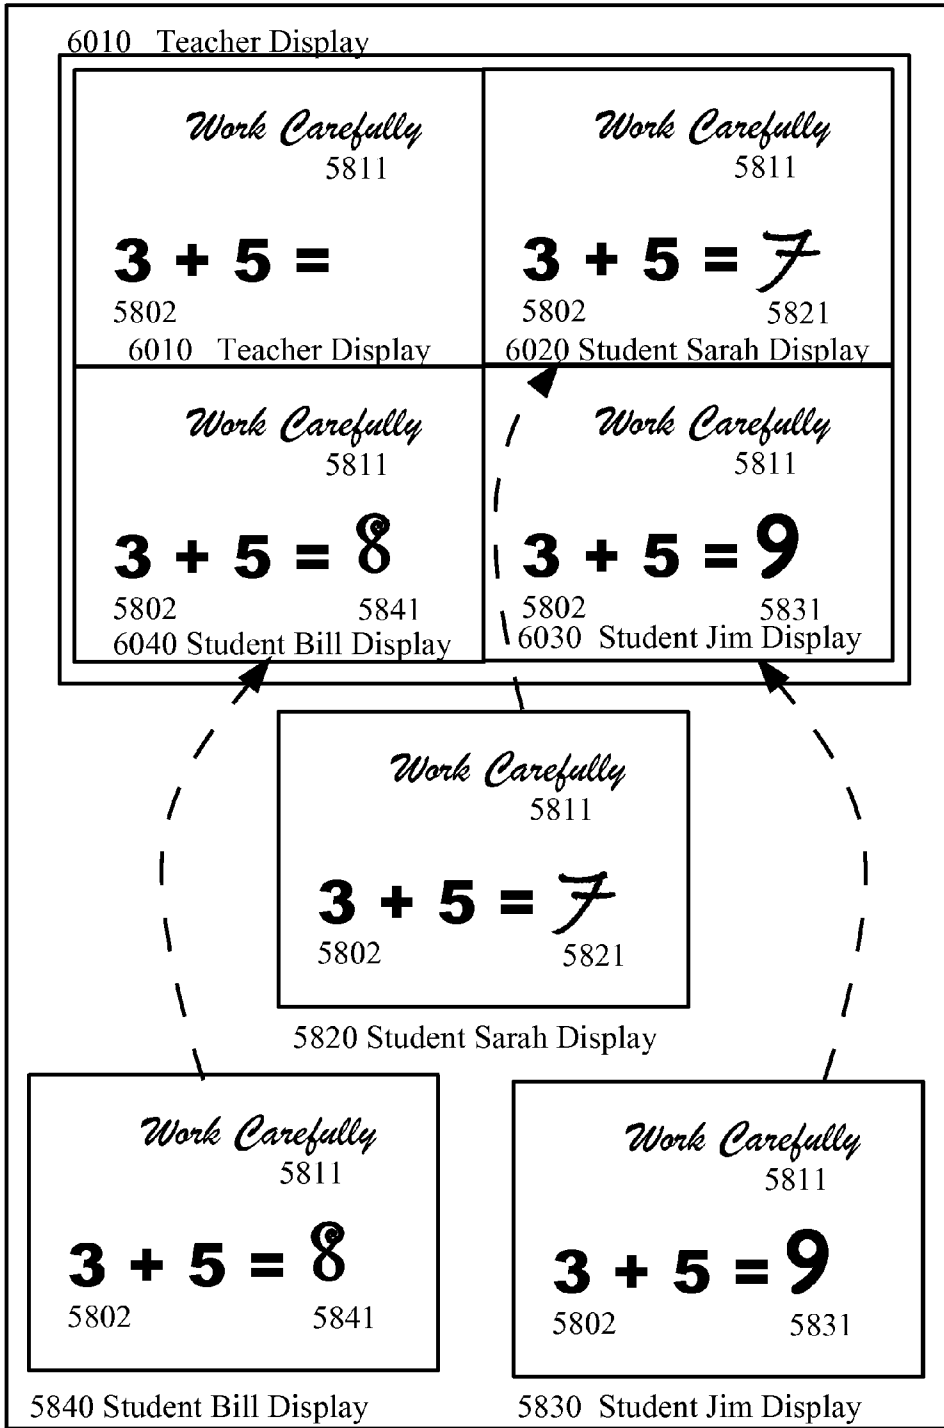 6010 Teacher Display
Work Carefully
5811
3 + 5 =
5802
6010 Teacher Display
Work Carefully
5811
3 + 5 = 7
5802 5821
6020 Student Sarah Display
Work Carefully
5811
3 + 5 = 8
5802 5841
6040 Student Bill Display
Work Carefully
5811
3 + 5 = 9
5802 5831
6030 Student Jim Display
Work Carefully
5811
3 + 5 = 7
5802 5821
5820 Student Sarah Display
Work Carefully
5811
3 + 5 = 8
5802 5841
5840 Student Bill Display
Work Carefully
5811
3 + 5 = 9
5802 5831
5830 Student Jim Display